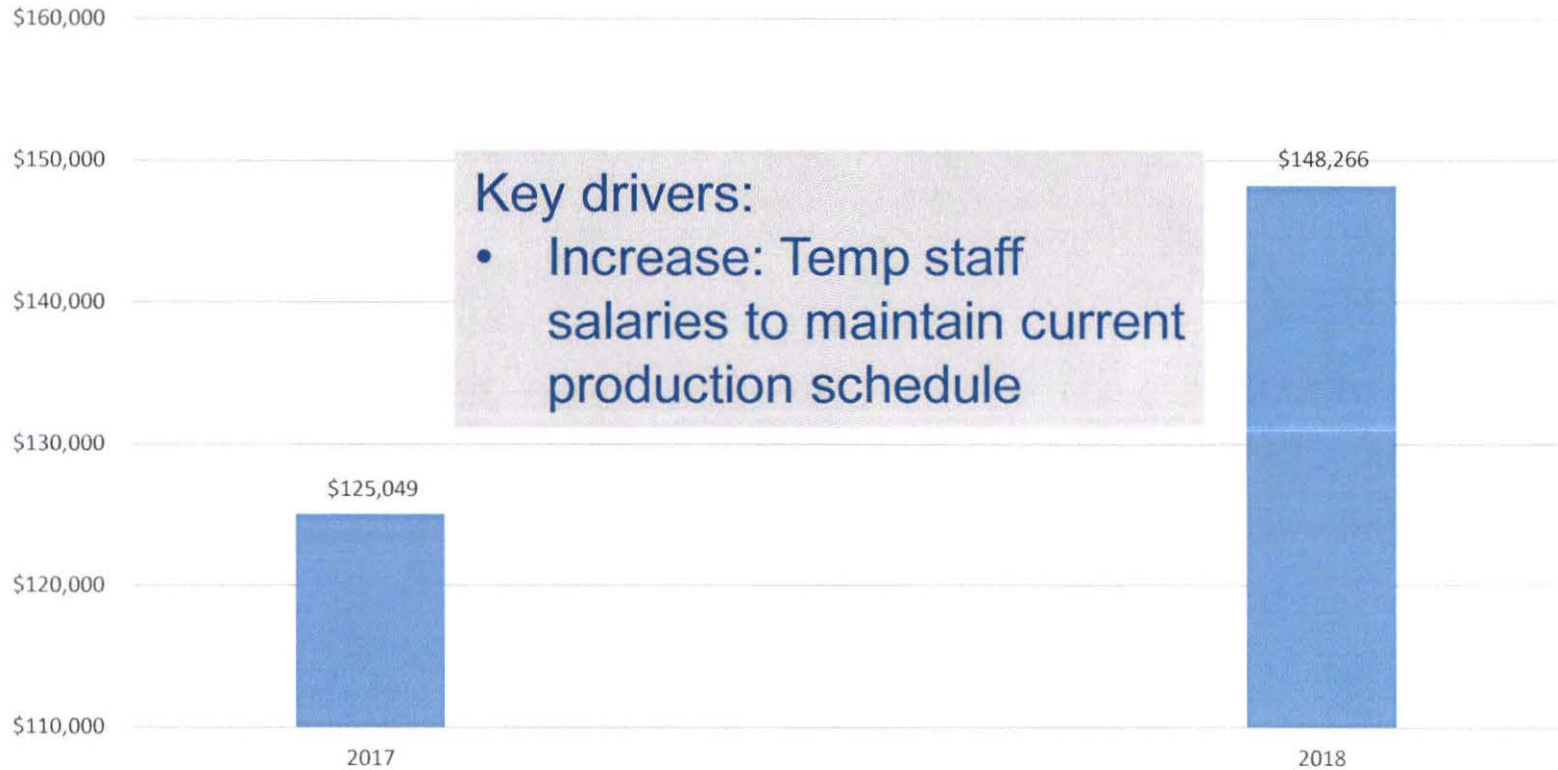 $160,000
$150,000
$148,266
Key drivers:
• Increase: Temp staff
salaries to maintain current
production schedule
$140,000
$130,000
$125,049
$120,000
$110,000
2017
2018